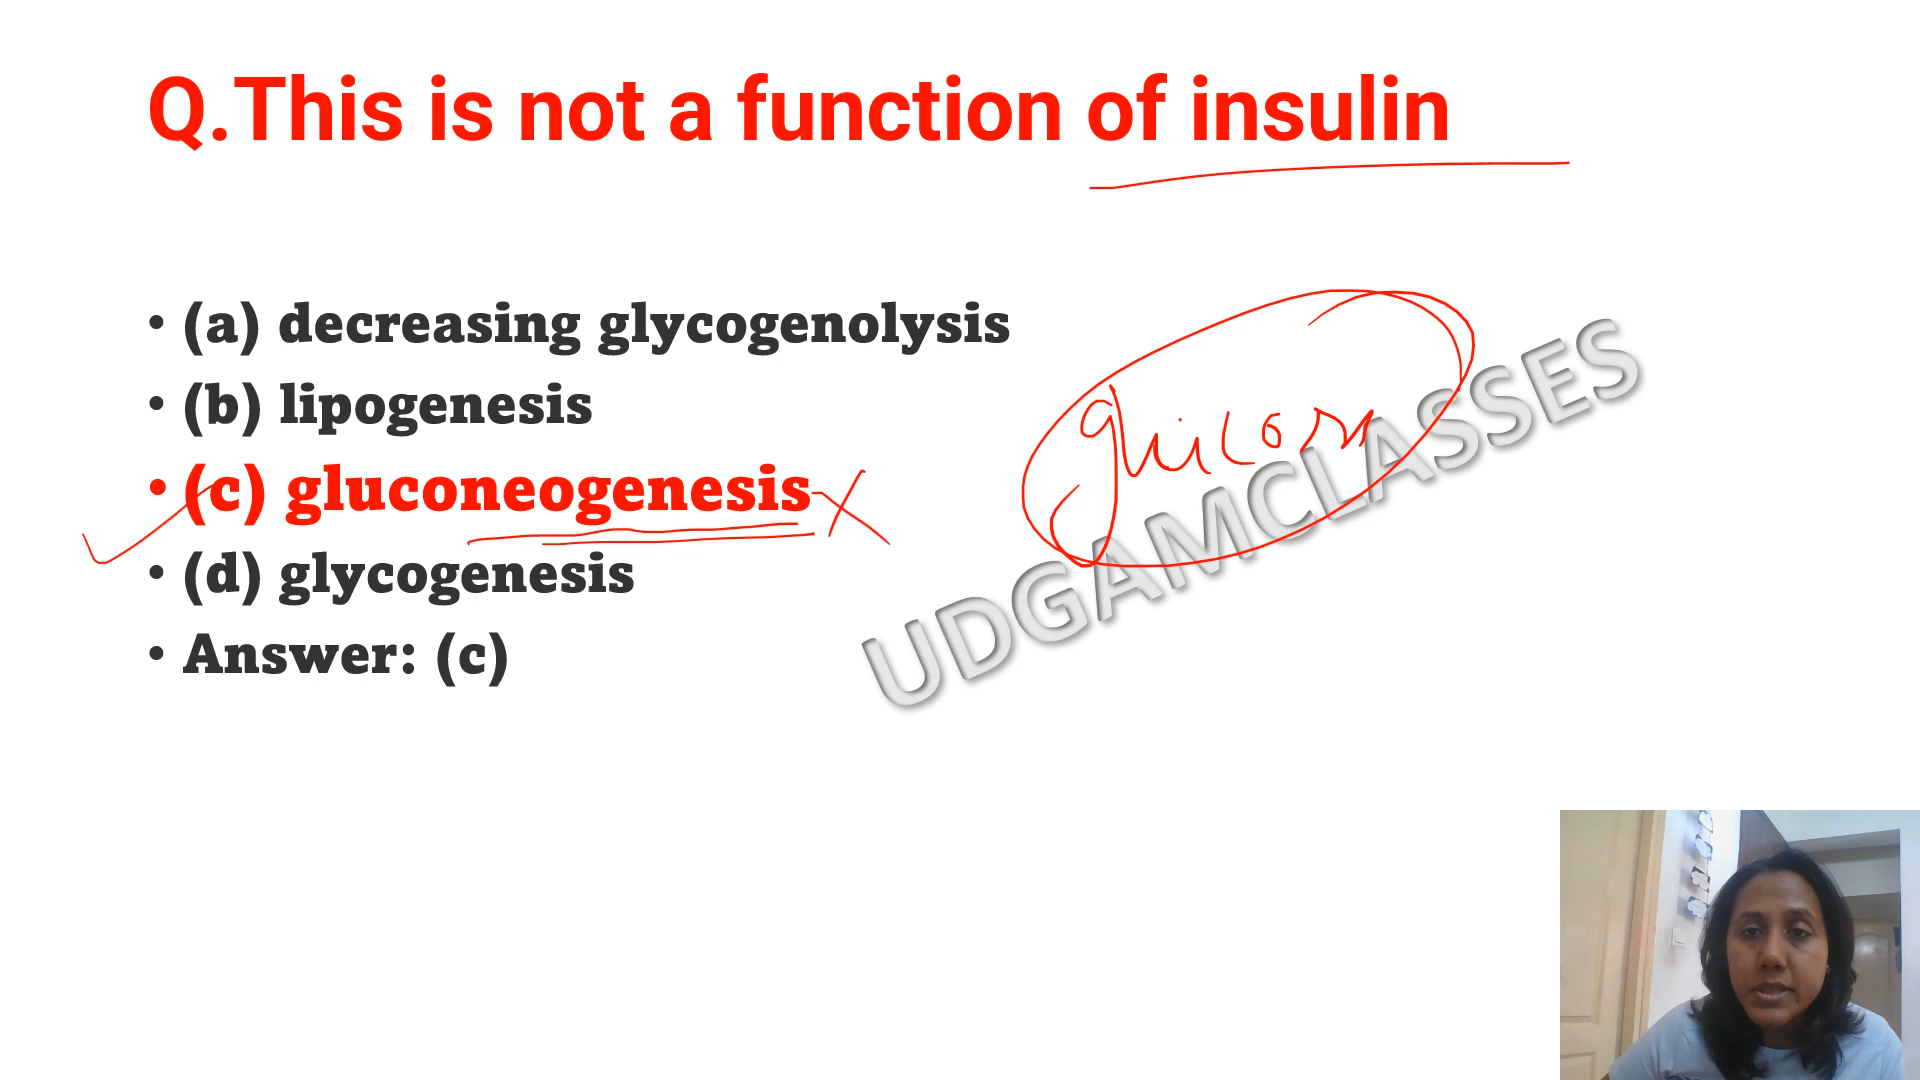 Q.This is not a function of insulin
• (a) decreasing glycogenolysis
• (b) lipogenesis
• (c) gluconeogenesis
• (d) glycogenesis
• Answer: (c)
UDGAMCLASSES